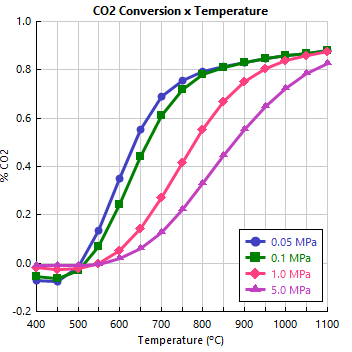 CO2 Conversion x Temperature
1.0
0.8
0.6
0.4
0.2
0.0
-0.2
% CO2
400 500 600 700 800 900 1000 1100
Temperature (ºC)
0.05 MPa
0.1 MPa
1.0 MPa
5.0 MPa